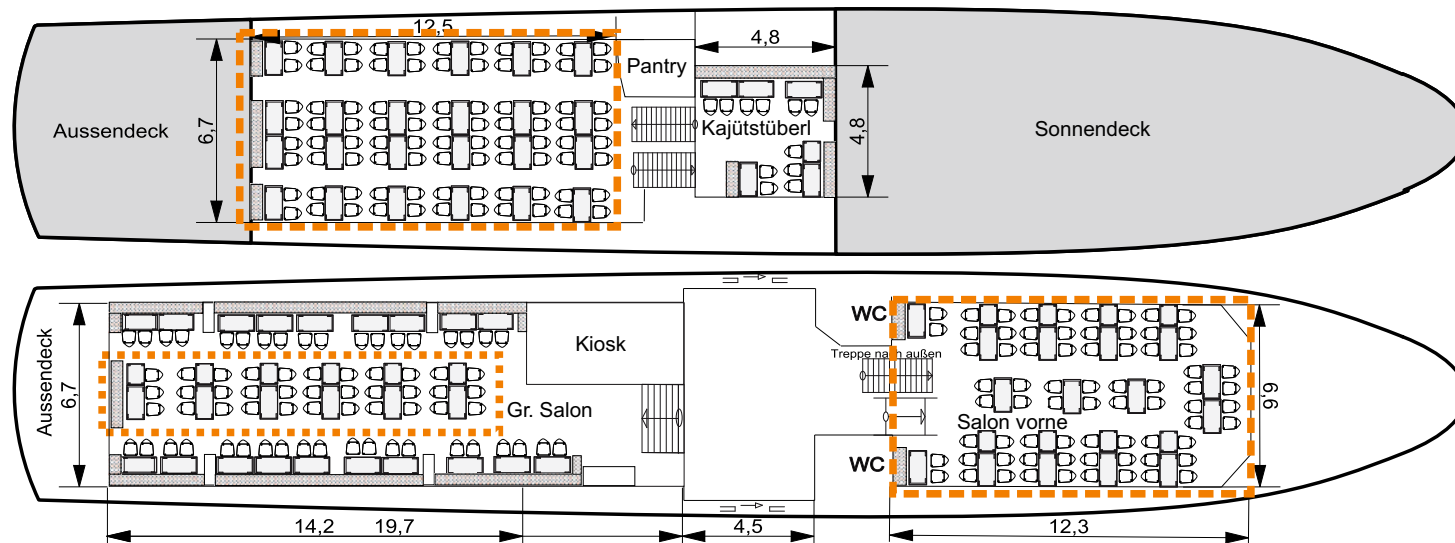 12,5
4,8
Pantry
Aussendeck
6,7
Kajütstüberl
4,8
Sonnendeck
Aussendeck
6,7
Kiosk
Gr. Salon
WC
Treppe nach außen
Salon vorne
WC
6,6
14,2
19,7
4,5
12,3